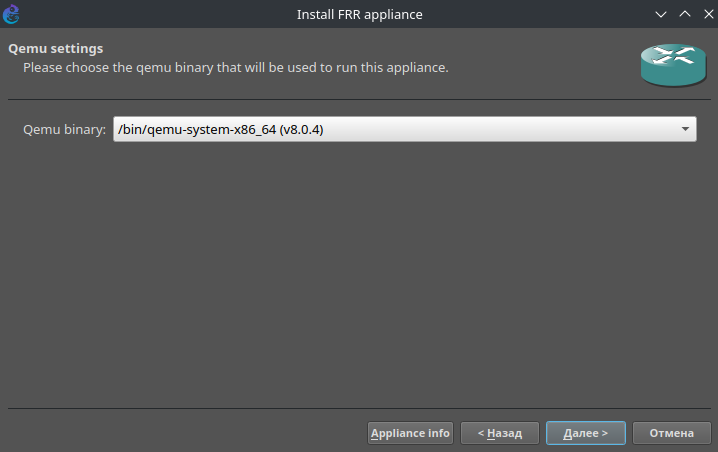 Install FRR appliance
Qemu settings
Please choose the qemu binary that will be used to run this appliance.
Qemu binary: /bin/qemu-system-x86_64 (v8.0.4)
Appliance info < Назад Далее > Отмена